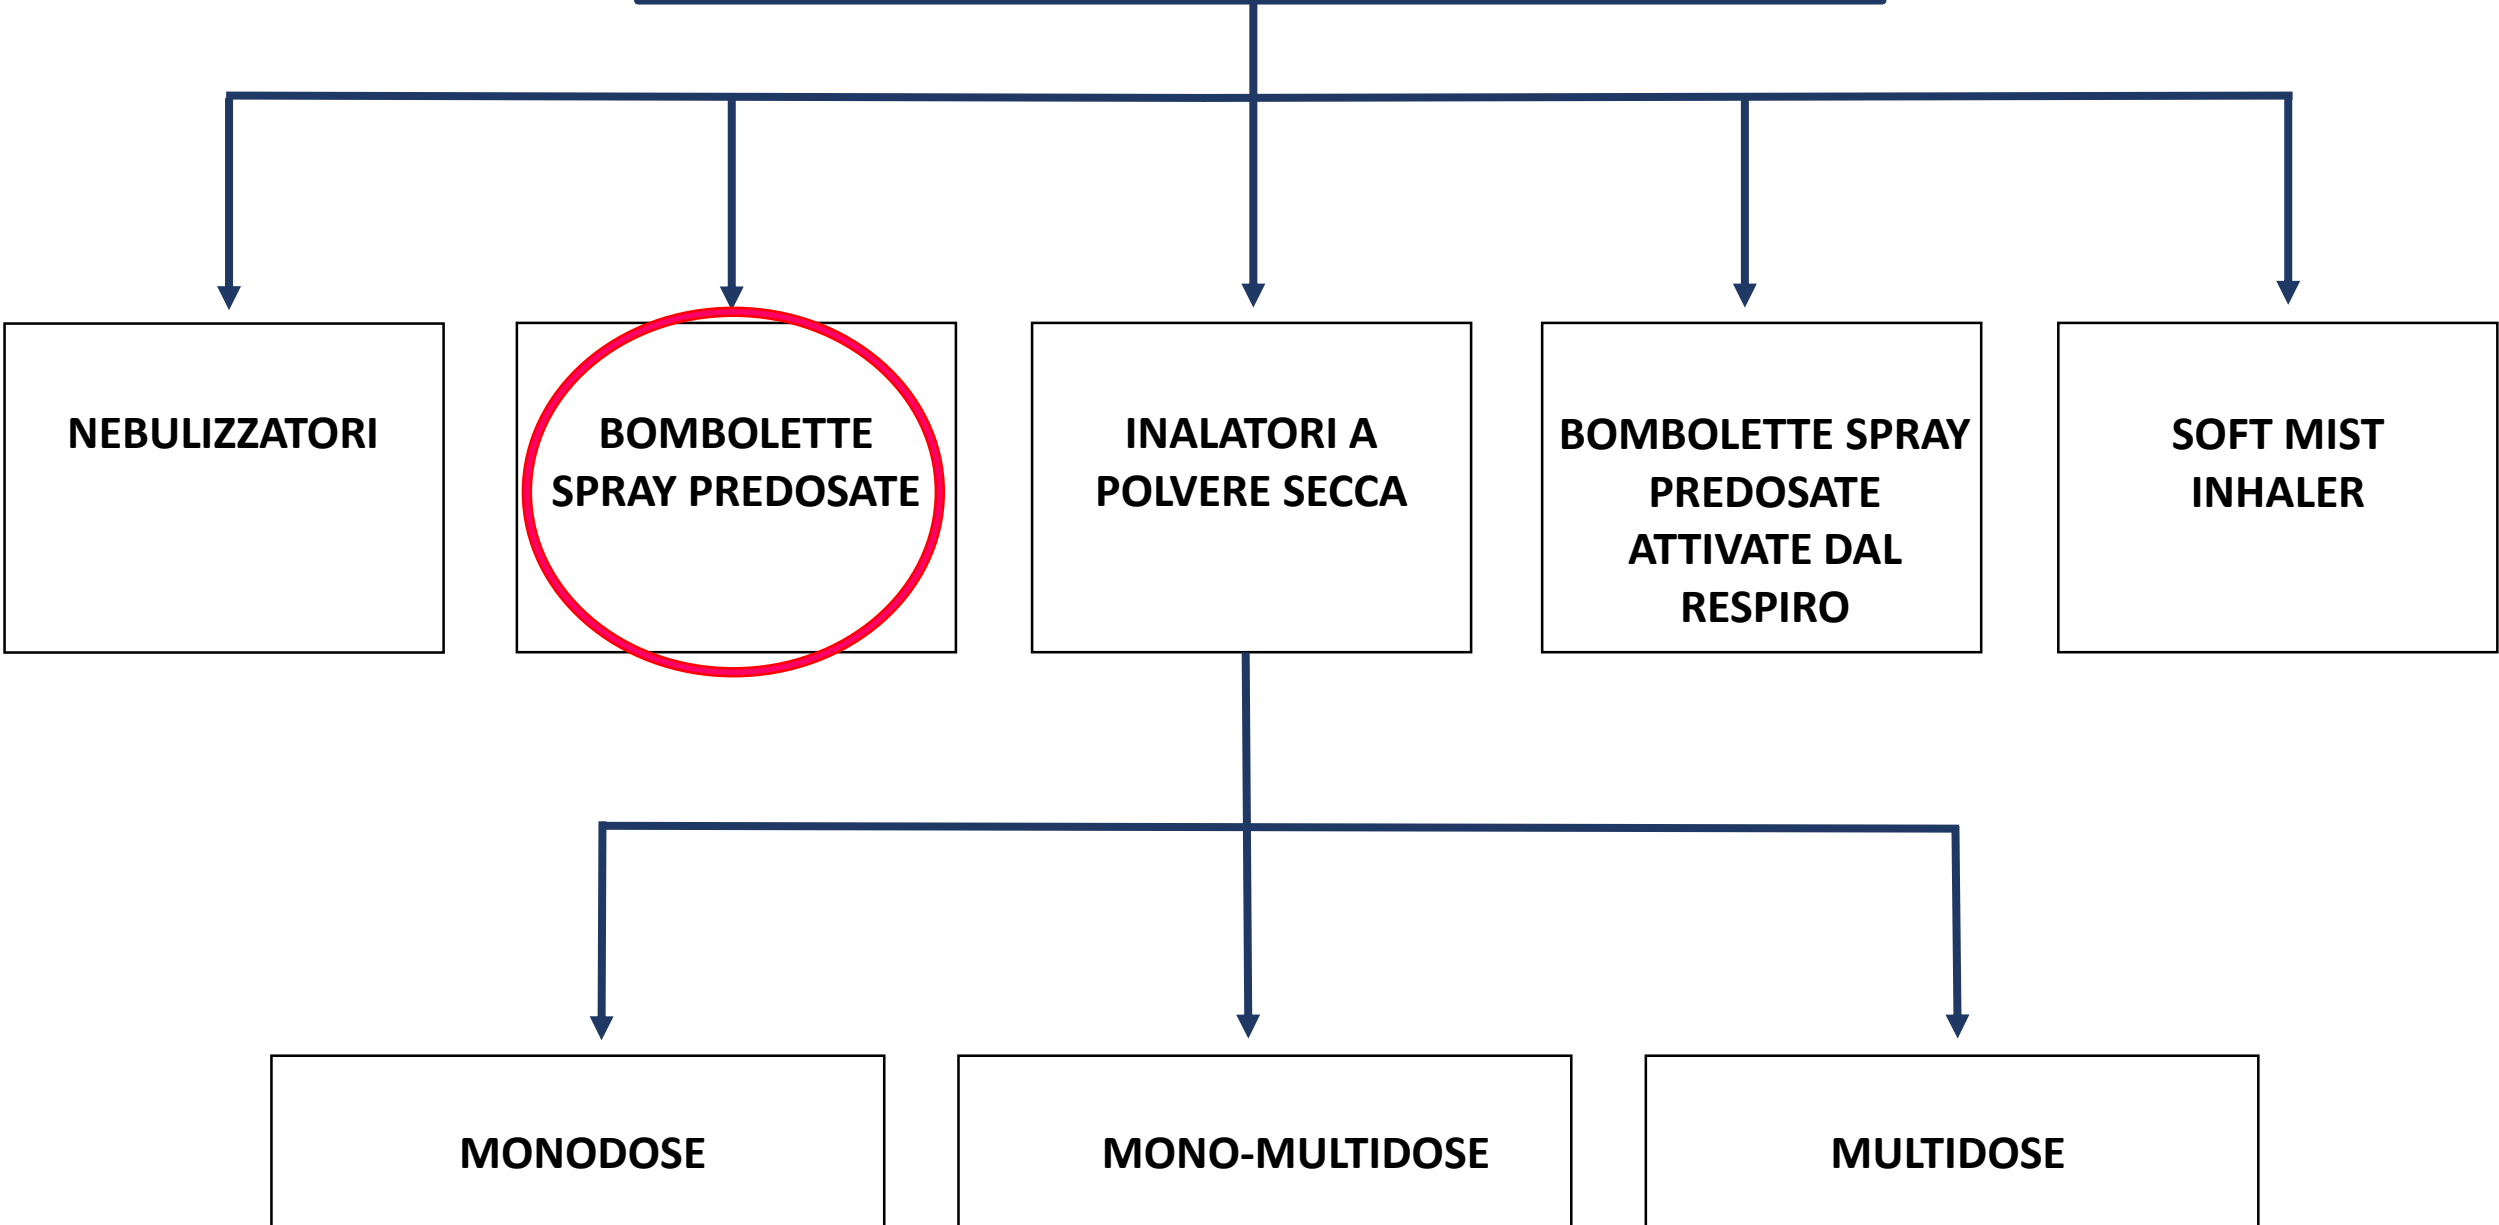 NEBULIZZATORI
BOMBOLETTE
SPRAY PREDOSATE
INALATORI A
POLVERE SECCA
BOMBOLETTE SPRAY
PREDOSATE
ATTIVATE DAL
RESPIRO
SOFT MIST
INHALER
MONODOSE
MONO-MULTIDOSE
MULTIDOSE